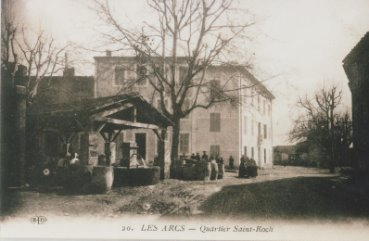 20. LES ARCS — Quartier Saint-Roch